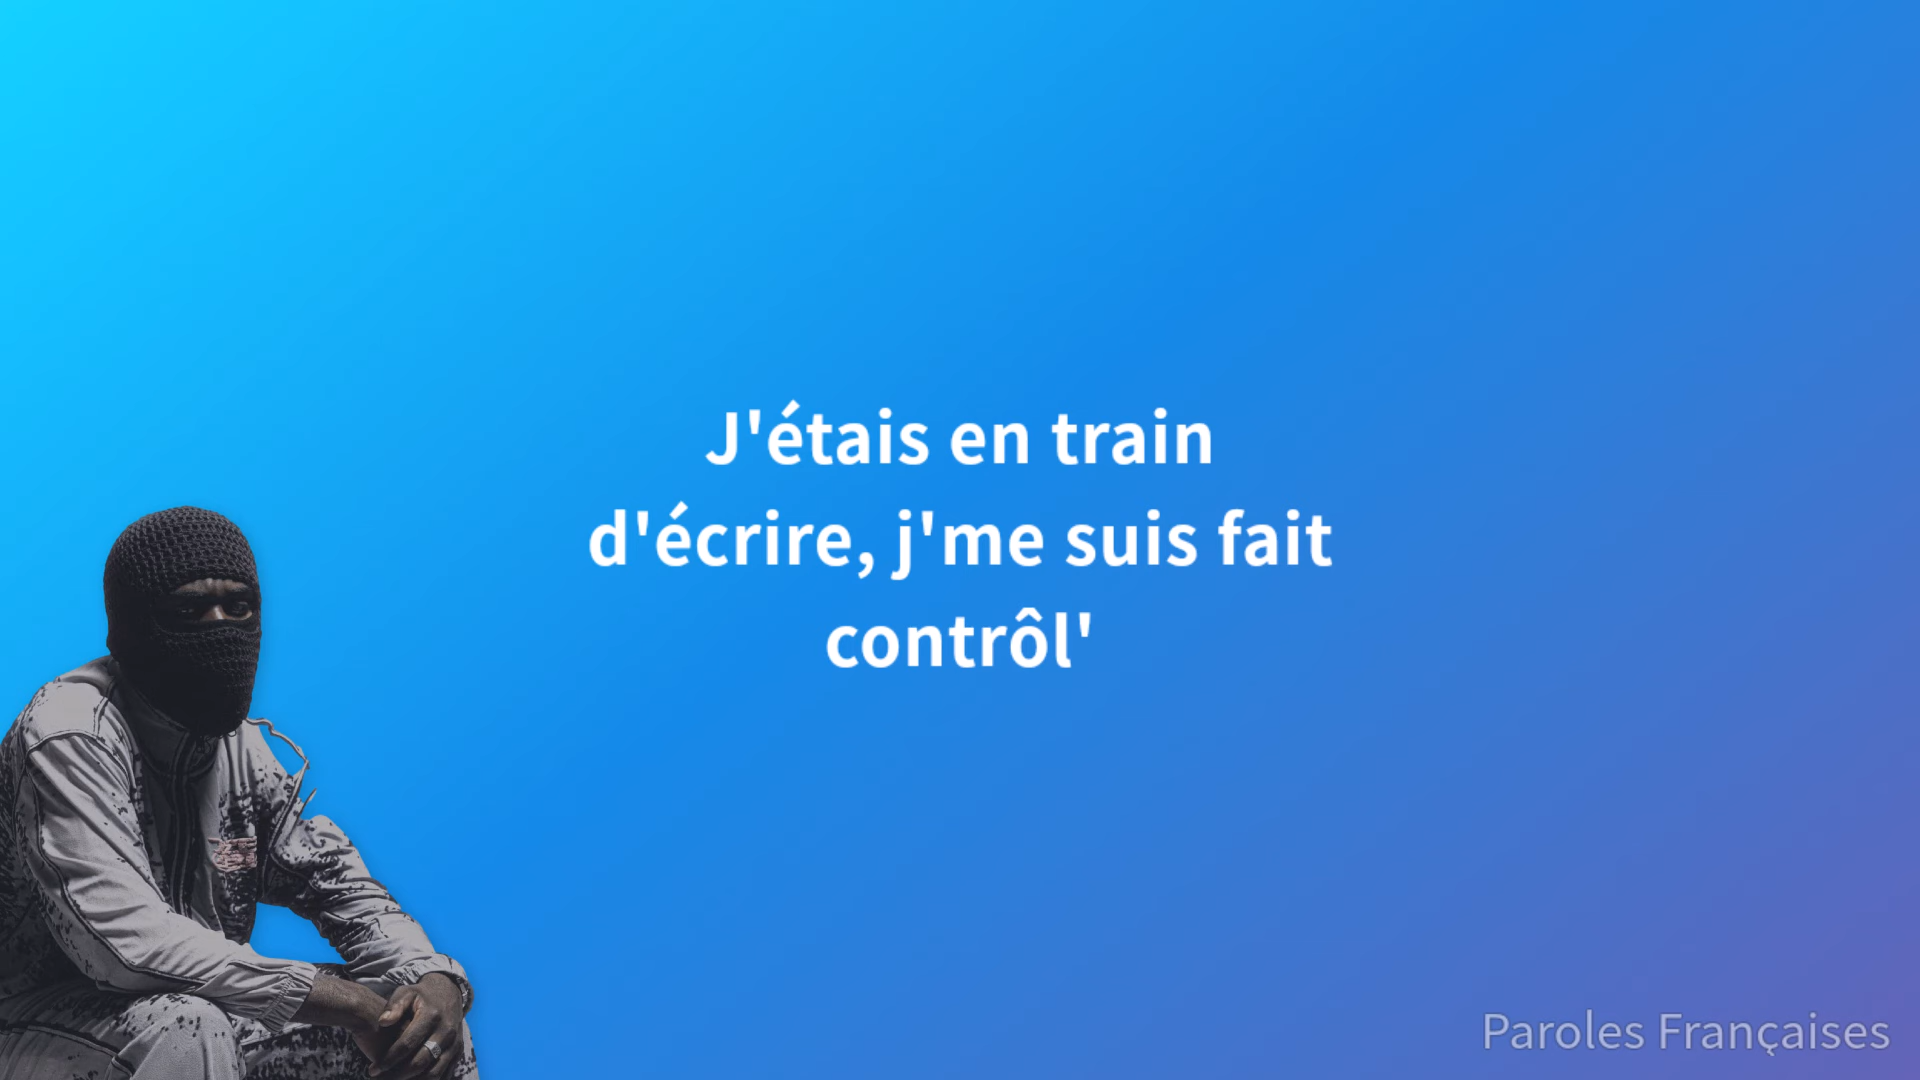 J'étais en train
d'écrire, j'me suis fait
contrôl'
Paroles Françaises